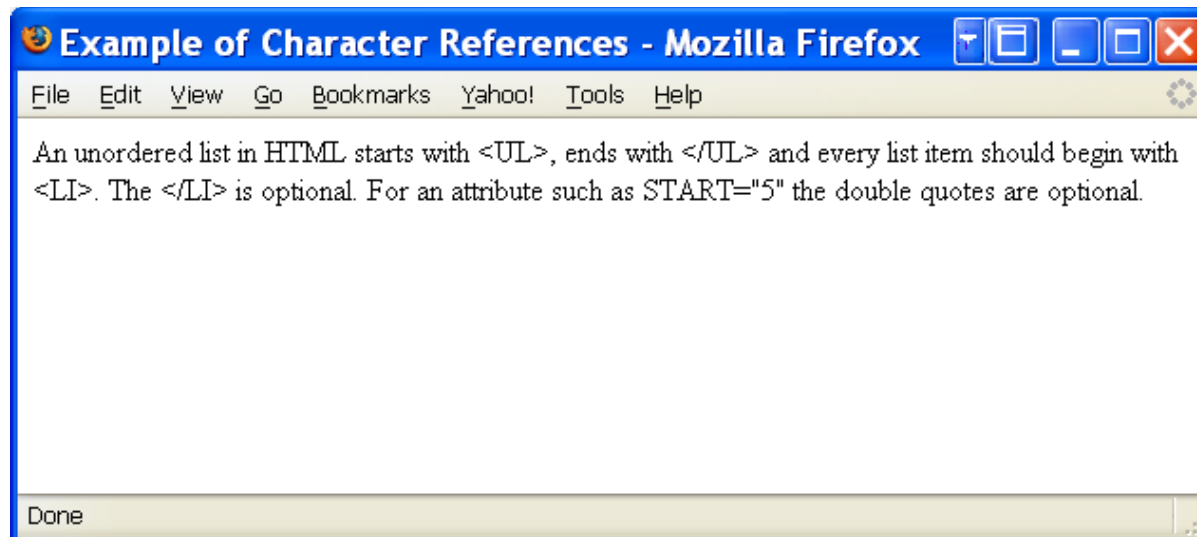 Example of Character References - Mozilla Firefox
File Edit View Go Bookmarks Yahoo! Tools Help
An unordered list in HTML starts with <UL>, ends with </UL> and every list item should begin with
<LI>. The </LI> is optional. For an attribute such as START="5" the double quotes are optional.
Done